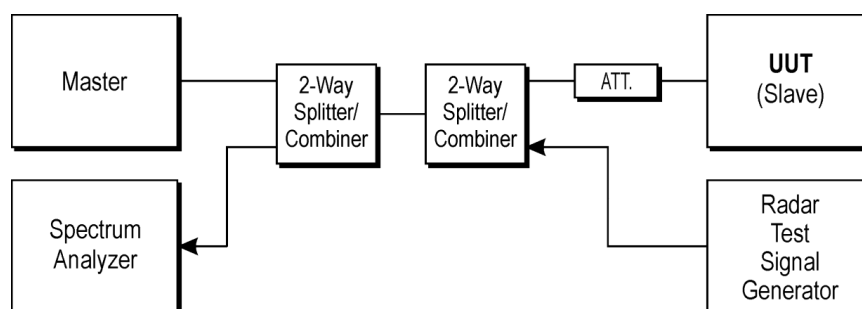 Master
2-Way
Splitter/
Combiner
2-Way
Splitter/
Combiner
ATT.
UUT
(Slave)
Spectrum
Analyzer
Radar
Test
Signal
Generator